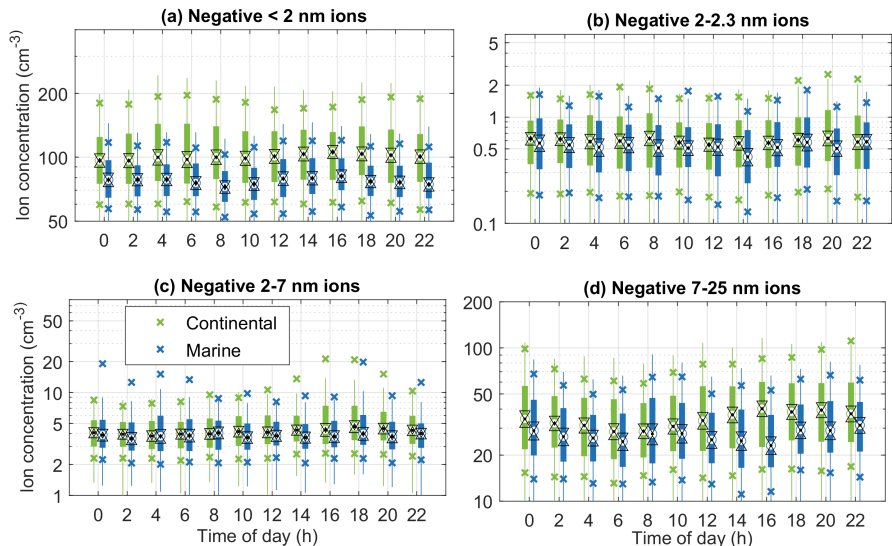 (a) Negative < 2 nm ions
Ion concentration (cm-3)
200
100
50
0 2 4 6 8 10 12 14 16 18 20 22
(b) Negative 2-2.3 nm ions
5
2
1
0.5
0.1
0 2 4 6 8 10 12 14 16 18 20 22
(c) Negative 2-7 nm ions
Ion concentration (cm-3)
50
20
10
5
2
1
Continental
Marine
0 2 4 6 8 10 12 14 16 18 20 22
Time of day (h)
(d) Negative 7-25 nm ions
200
100
50
20
10
0 2 4 6 8 10 12 14 16 18 20 22
Time of day (h)